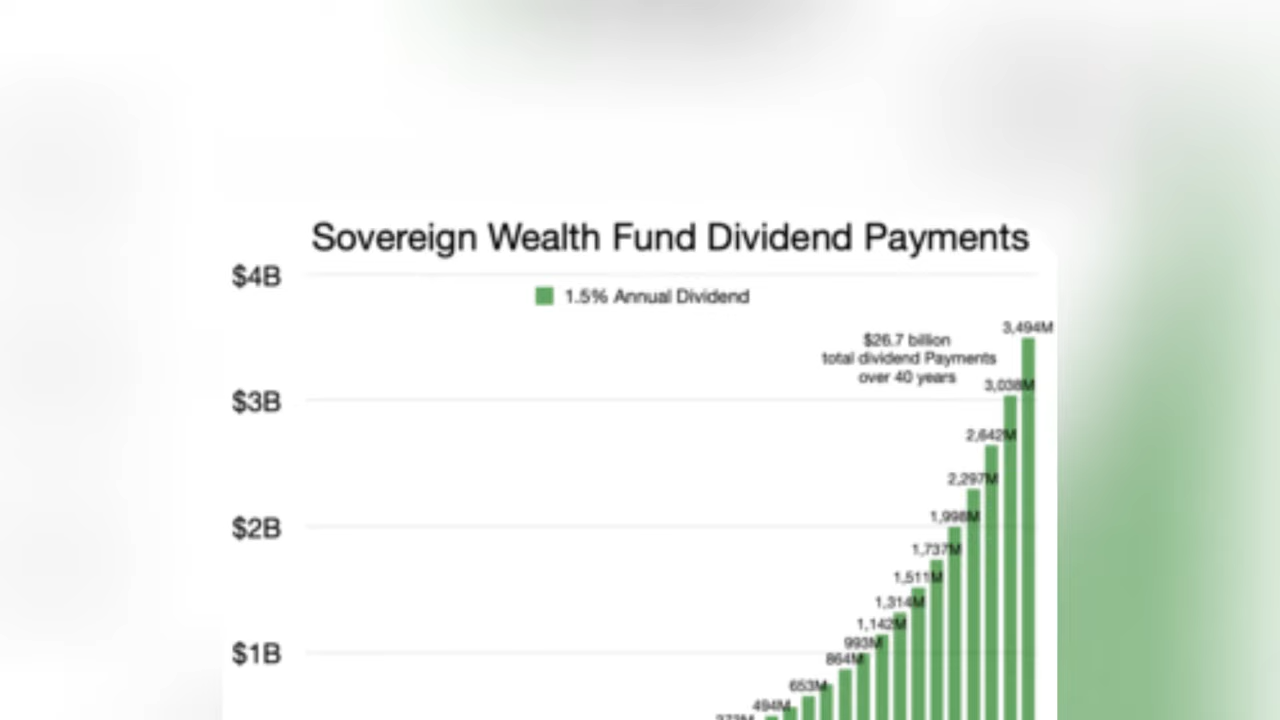 Sovereign Wealth Fund Dividend Payments
$4B
1.5% Annual Dividend
3,494M
$26.7 billion
total dividend Payments
over 40 years
3,038M
$3B
2,642M
2,297M
1,998M
$2B
1,737M
1,511M
1,314M
1,142M
993M
$1B
864M
653M
494M